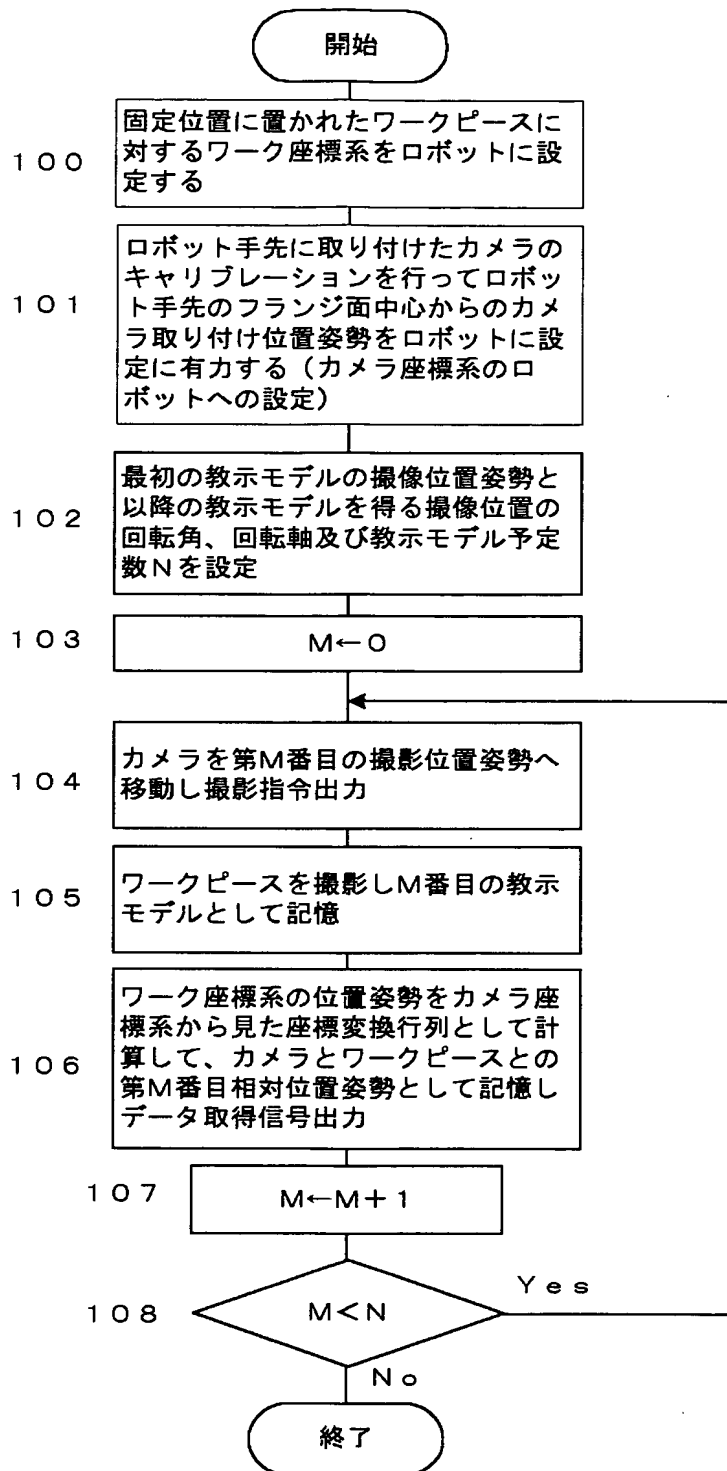 開始
100
固定位置に置かれたワークピースに
対するワーク座標系をロボットに設
定する
101
ロボット手先に取り付けたカメラの
キャリブレーションを行ってロボッ
ト手先のフランジ面中心からのカメ
ラ取り付け位置姿勢をロボットに設
定に有力する(カメラ座標系のロ
ボットへの設定)
102
最初の教示モデルの撮像位置姿勢と
以降の教示モデルを得る撮像位置の
回転角、回転軸及び教示モデル予定
数Nを設定
103
M←0
104
カメラを第M番目の撮影位置姿勢へ
移動し撮影指令出力
105
ワークピースを撮影しM番目の教示
モデルとして記憶
106
ワーク座標系の位置姿勢をカメラ座
標系から見た座標変換行列として計
算して、カメラとワークピースとの
第M番目相対位置姿勢として記憶し
データ取得信号出力
107
M←M+1
108
M<N
Yes
No
終了